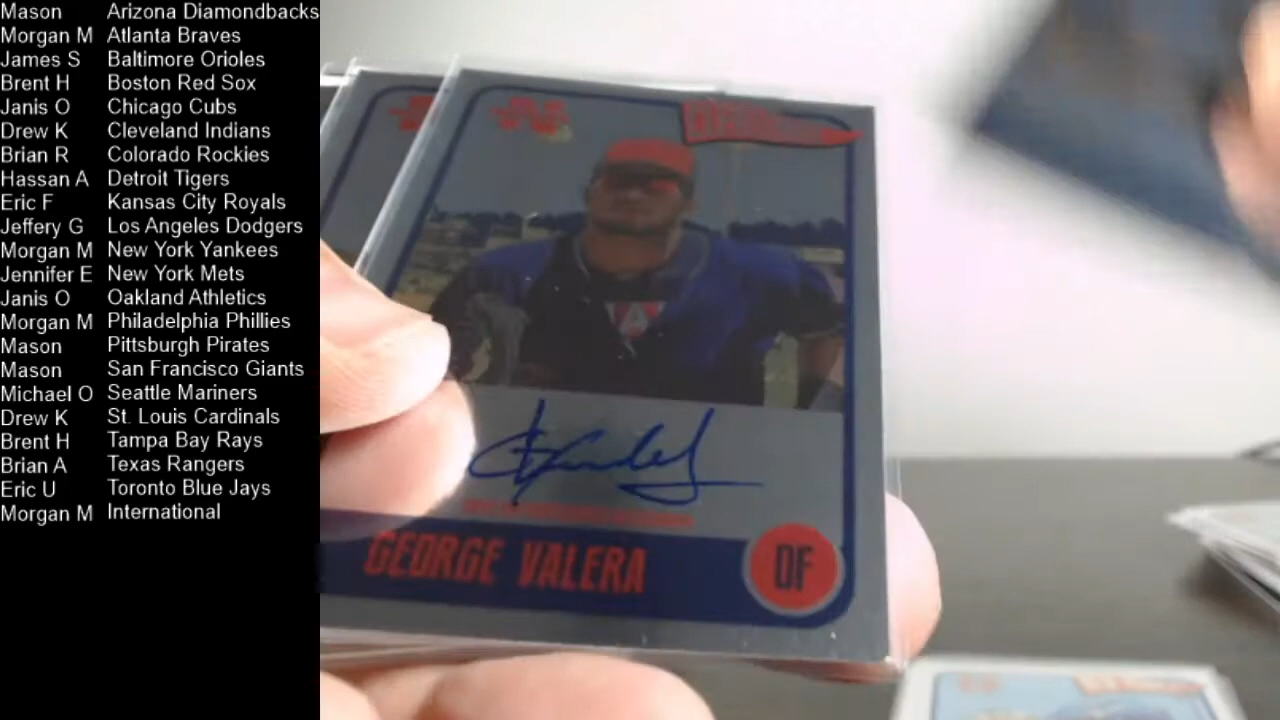 Mason Arizona Diamondbacks
Morgan M Atlanta Braves
James S Baltimore Orioles
Brent H Boston Red Sox
Janis O Chicago Cubs
Drew K Cleveland Indians
Brian R Colorado Rockies
Hassan A Detroit Tigers
Eric F Kansas City Royals
Jeffery G Los Angeles Dodgers
Morgan M New York Yankees
Jennifer E New York Mets
Janis O Oakland Athletics
Morgan M Philadelphia Phillies
Mason Pittsburgh Pirates
Mason San Francisco Giants
Michael O Seattle Mariners
Drew K St. Louis Cardinals
Brent H Tampa Bay Rays
Brian A Texas Rangers
Eric U Toronto Blue Jays
Morgan M International
GEORGE VALERA
OF